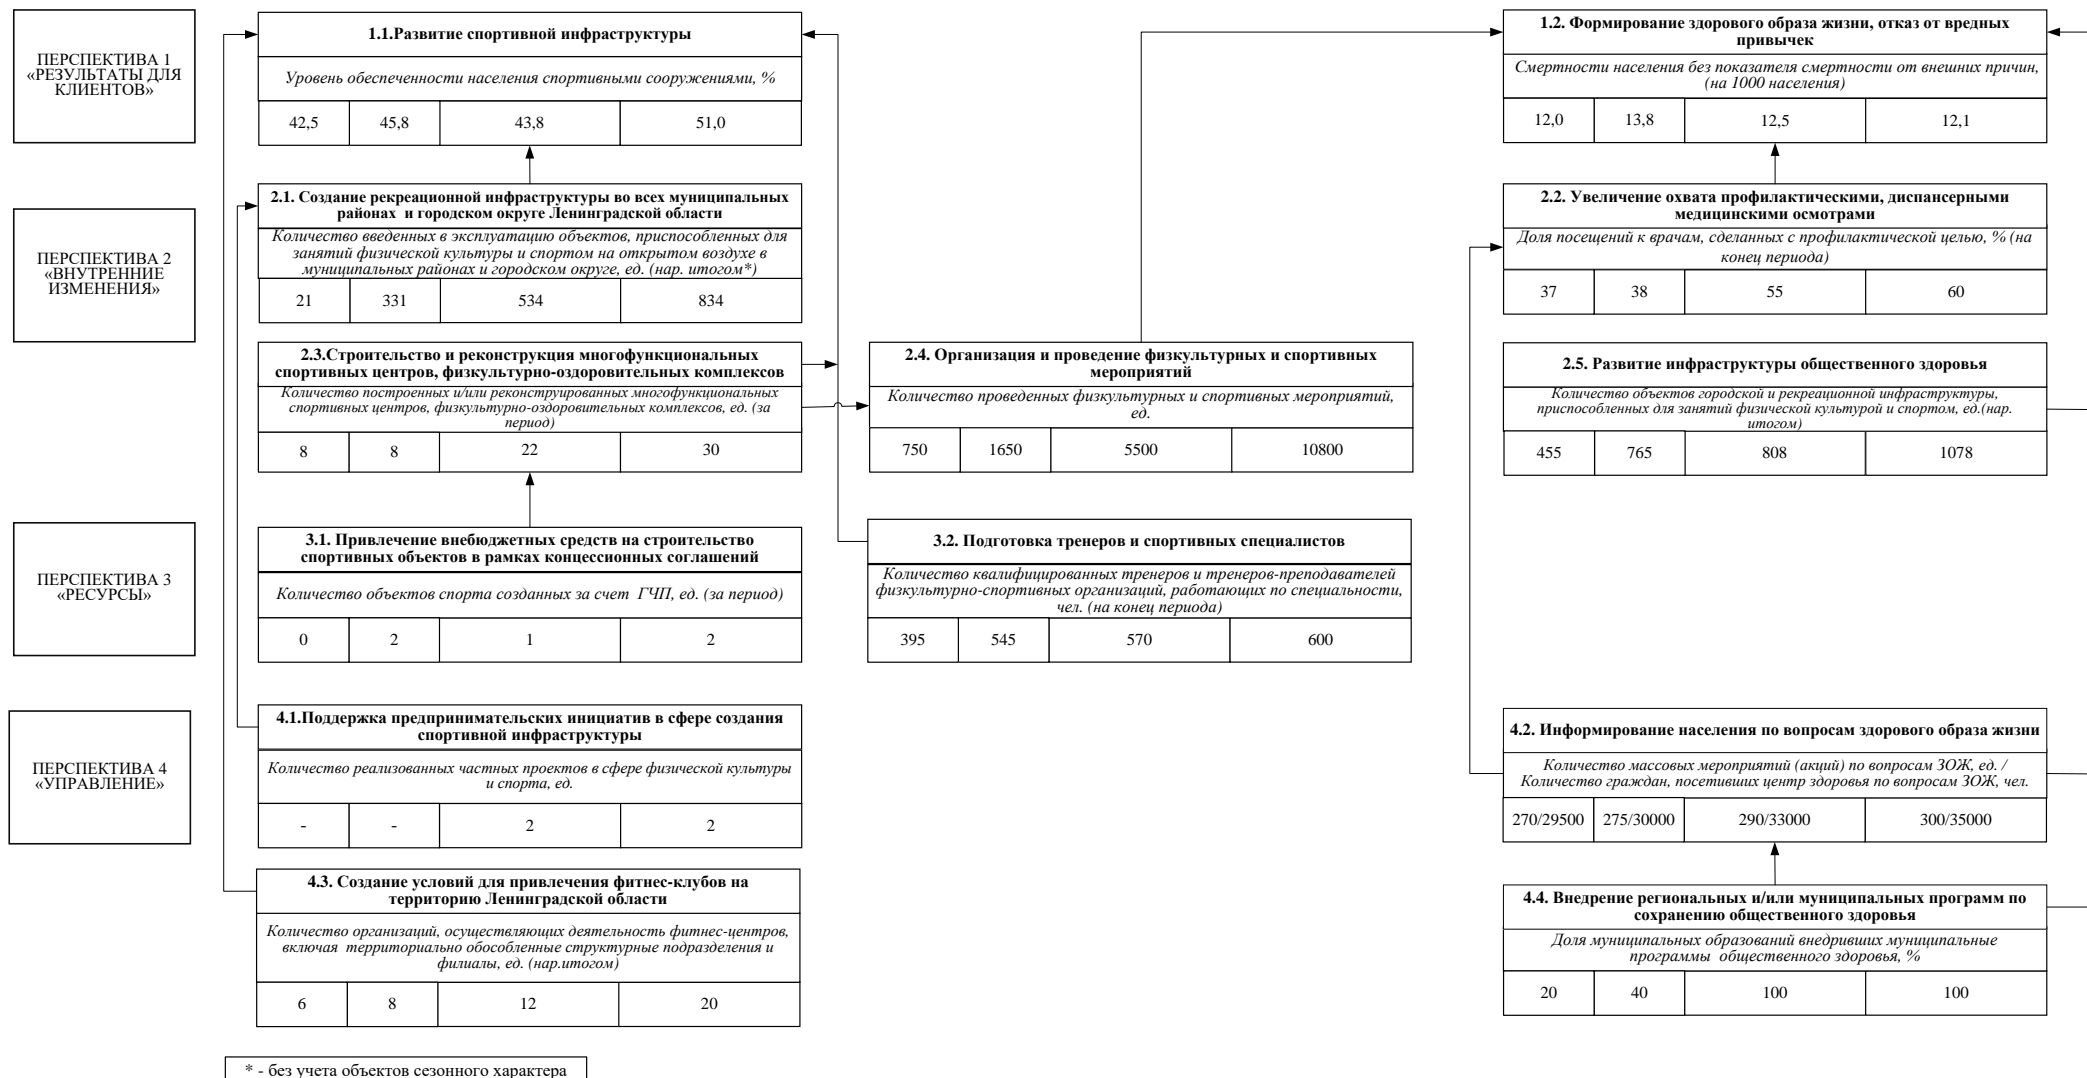 ПЕРСПЕКТИВА 1
«РЕЗУЛЬТАТЫ ДЛЯ
КЛИЕНТОВ»
1.1.Развитие спортивной инфраструктуры
Уровень обеспеченности населения спортивными сооружениями, %
42,5 45,8 43,8 51,0
1.2. Формирование здорового образа жизни, отказ от вредных
привычек
Смертности населения без показателя смертности от внешних причин,
(на 1000 населения)
12,0 13,8 12,5 12,1
ПЕРСПЕКТИВА 2
«ВНУТРЕННИЕ
ИЗМЕНЕНИЯ»
2.1. Создание рекреационной инфраструктуры во всех муниципальных
районах и городском округе Ленинградской области
Количество введенных в эксплуатацию объектов, приспособленных для
занятий физической культуры и спортом на открытом воздухе в
муниципальных районах и городском округе, ед. (нар. итогом*)
21 331 534 834
2.2. Увеличение охвата профилактическими, диспансерными
медицинскими осмотрами
Доля посещений к врачам, сделанных с профилактической целью, % (на
конец периода)
37 38 55 60
2.3.Строительство и реконструкция многофункциональных
спортивных центров, физкультурно-оздоровительных комплексов
Количество построенных и/или реконструированных многофункциональных
спортивных центров, физкультурно-оздоровительных комплексов, ед. (за
период)
8 8 22 30
2.4. Организация и проведение физкультурных и спортивных
мероприятий
Количество проведенных физкультурных и спортивных мероприятий,
ед.
750 1650 5500 10800
2.5. Развитие инфраструктуры общественного здоровья
Количество объектов городской и рекреационной инфраструктуры,
приспособленных для занятий физической культурой и спортом, ед.(нар.
итогом)
455 765 808 1078
ПЕРСПЕКТИВА 3
«РЕСУРСЫ»
3.1. Привлечение внебюджетных средств на строительство
спортивных объектов в рамках концессионных соглашений
Количество объектов спорта созданных за счет ГЧП, ед. (за период)
0 2 1 2
3.2. Подготовка тренеров и спортивных специалистов
Количество квалифицированных тренеров и тренеров-преподавателей
физкультурно-спортивных организаций, работающих по специальности,
чел. (на конец периода)
395 545 570 600
ПЕРСПЕКТИВА 4
«УПРАВЛЕНИЕ»
4.1.Поддержка предпринимательских инициатив в сфере создания
спортивной инфраструктуры
Количество реализованных частных проектов в сфере физической культуры
и спорта, ед.
- - 2 2
4.2. Информирование населения по вопросам здорового образа жизни
Количество массовых мероприятий (акций) по вопросам ЗОЖ, ед. /
Количество граждан, посетивших центр здоровья по вопросам ЗОЖ, чел.
270/29500 275/30000 290/33000 300/35000
4.3. Создание условий для привлечения фитнес-клубов на
территорию Ленинградской области
Количество организаций, осуществляющих деятельность фитнес-центров,
включая территориально обособленные структурные подразделения и
филиалы, ед. (нар.итогом)
6 8 12 20
4.4. Внедрение региональных и/или муниципальных программ по
сохранению общественного здоровья
Доля муниципальных образований внедривших муниципальные
программы общественного здоровья, %
20 40 100 100
* - без учета объектов сезонного характера